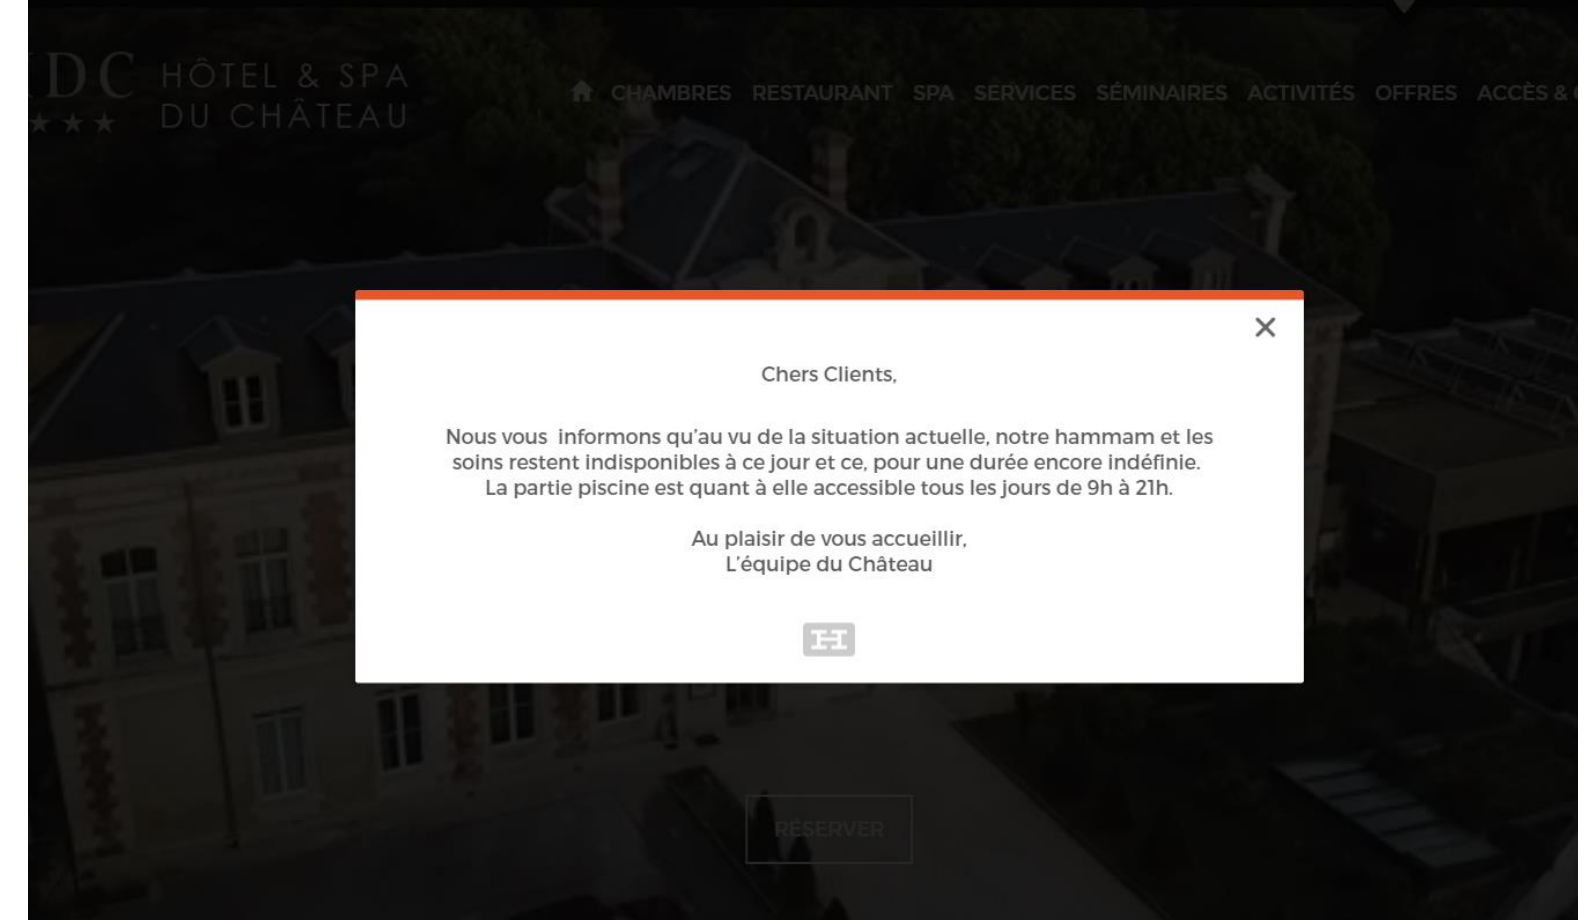 DC HÔTEL & SPA
DU CHÂTEAU
CHAMBRES RESTAURANT SPA SERVICES SÉMINAIRES ACTIVITÉS OFFRES ACCÈS &
Chers Clients,
Nous vous informons qu'au vu de la situation actuelle, notre hammam et les
soins restent indisponibles à ce jour et ce, pour une durée encore indéfinie.
La partie piscine est quant à elle accessible tous les jours de 9h à 21h.
Au plaisir de vous accueillir,
L'équipe du Château
H
RÉSERVER